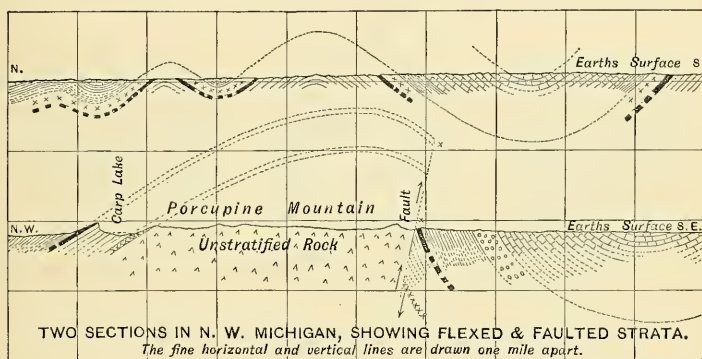 N.
Earths Surface S
Carp Lake
Porcupine Mountain
Fault
N.W.
Unstratified Rock
Earths Surface S.E.
TWO SECTIONS IN N. W. MICHIGAN, SHOWING FLEXED & FAULTED STRATA.
The fine horizontal and vertical lines are drawn one mile apart.